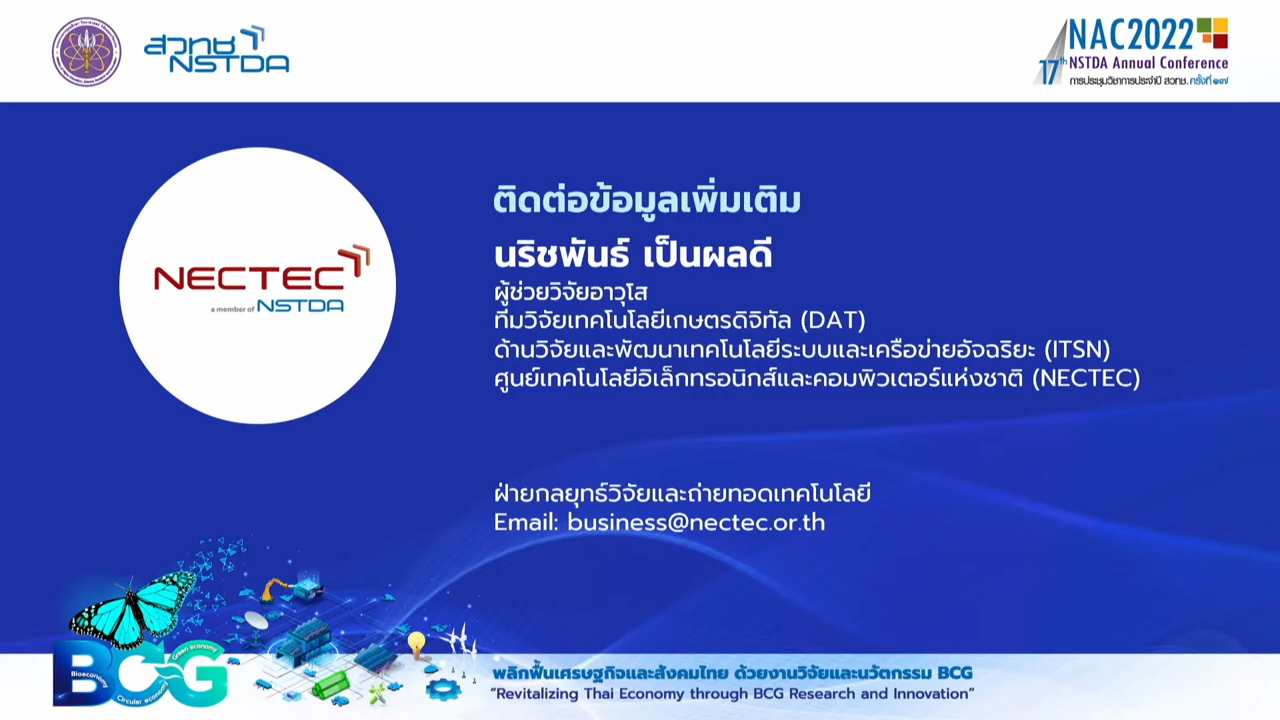 สวทช
NSTDA
NAC2022
17th NSTDA Annual Conference
การประชุมวิชาการประจำปี สวทช. ครั้งที่ ๑๗
NECTEC
a member of NSTDA
ติดต่อข้อมูลเพิ่มเติม
นริชพันธ์ เป็นผลดี
ผู้ช่วยวิจัยอาวุโส
ทีมวิจัยเทคโนโลยีเกษตรดิจิทัล (DAT)
ด้านวิจัยและพัฒนาเทคโนโลยีระบบและเครือข่ายอัจฉริยะ (ITSN)
ศูนย์เทคโนโลยีอิเล็กทรอนิกส์และคอมพิวเตอร์แห่งชาติ (NECTEC)
ฝ่ายกลยุทธ์วิจัยและถ่ายทอดเทคโนโลยี
Email: business@nectec.or.th
BCG
Bioeconomy
Circular economy
Green economy
พลิกฟื้นเศรษฐกิจและสังคมไทย ด้วยงานวิจัยและนวัตกรรม BCG
“Revitalizing Thai Economy through BCG Research and Innovation”